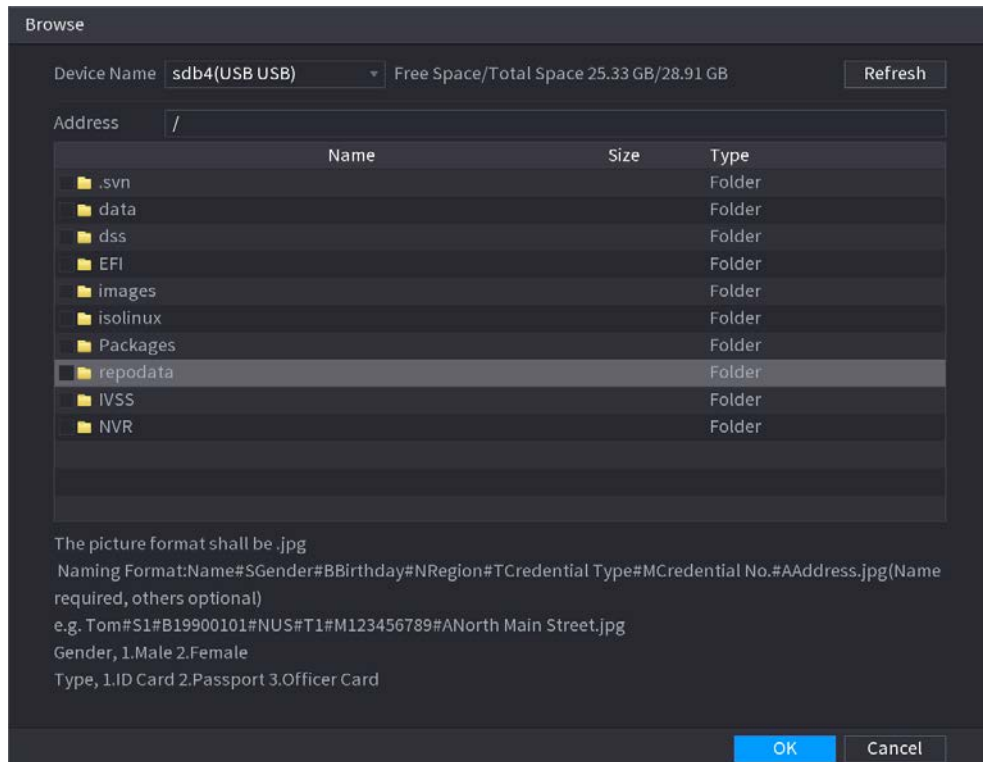 Browse
Device Name sdb4(USB USB) Free Space/Total Space 25.33 GB/28.91 GB Refresh
Address /
Name Size Type
.svn Folder
data Folder
dss Folder
EFI Folder
images Folder
isolinux Folder
Packages Folder
repodata Folder
IVSS Folder
NVR Folder
The picture format shall be .jpg
Naming Format:Name#SGender#BBirthday#NRegion#TCredential Type#MCredential No.#AAddress.jpg(Name
required, others optional)
e.g. Tom#S1#B19900101#NUS#T1#M123456789#ANorth Main Street.jpg
Gender, 1.Male 2.Female
Type, 1.ID Card 2.Passport 3.Officer Card
OK Cancel